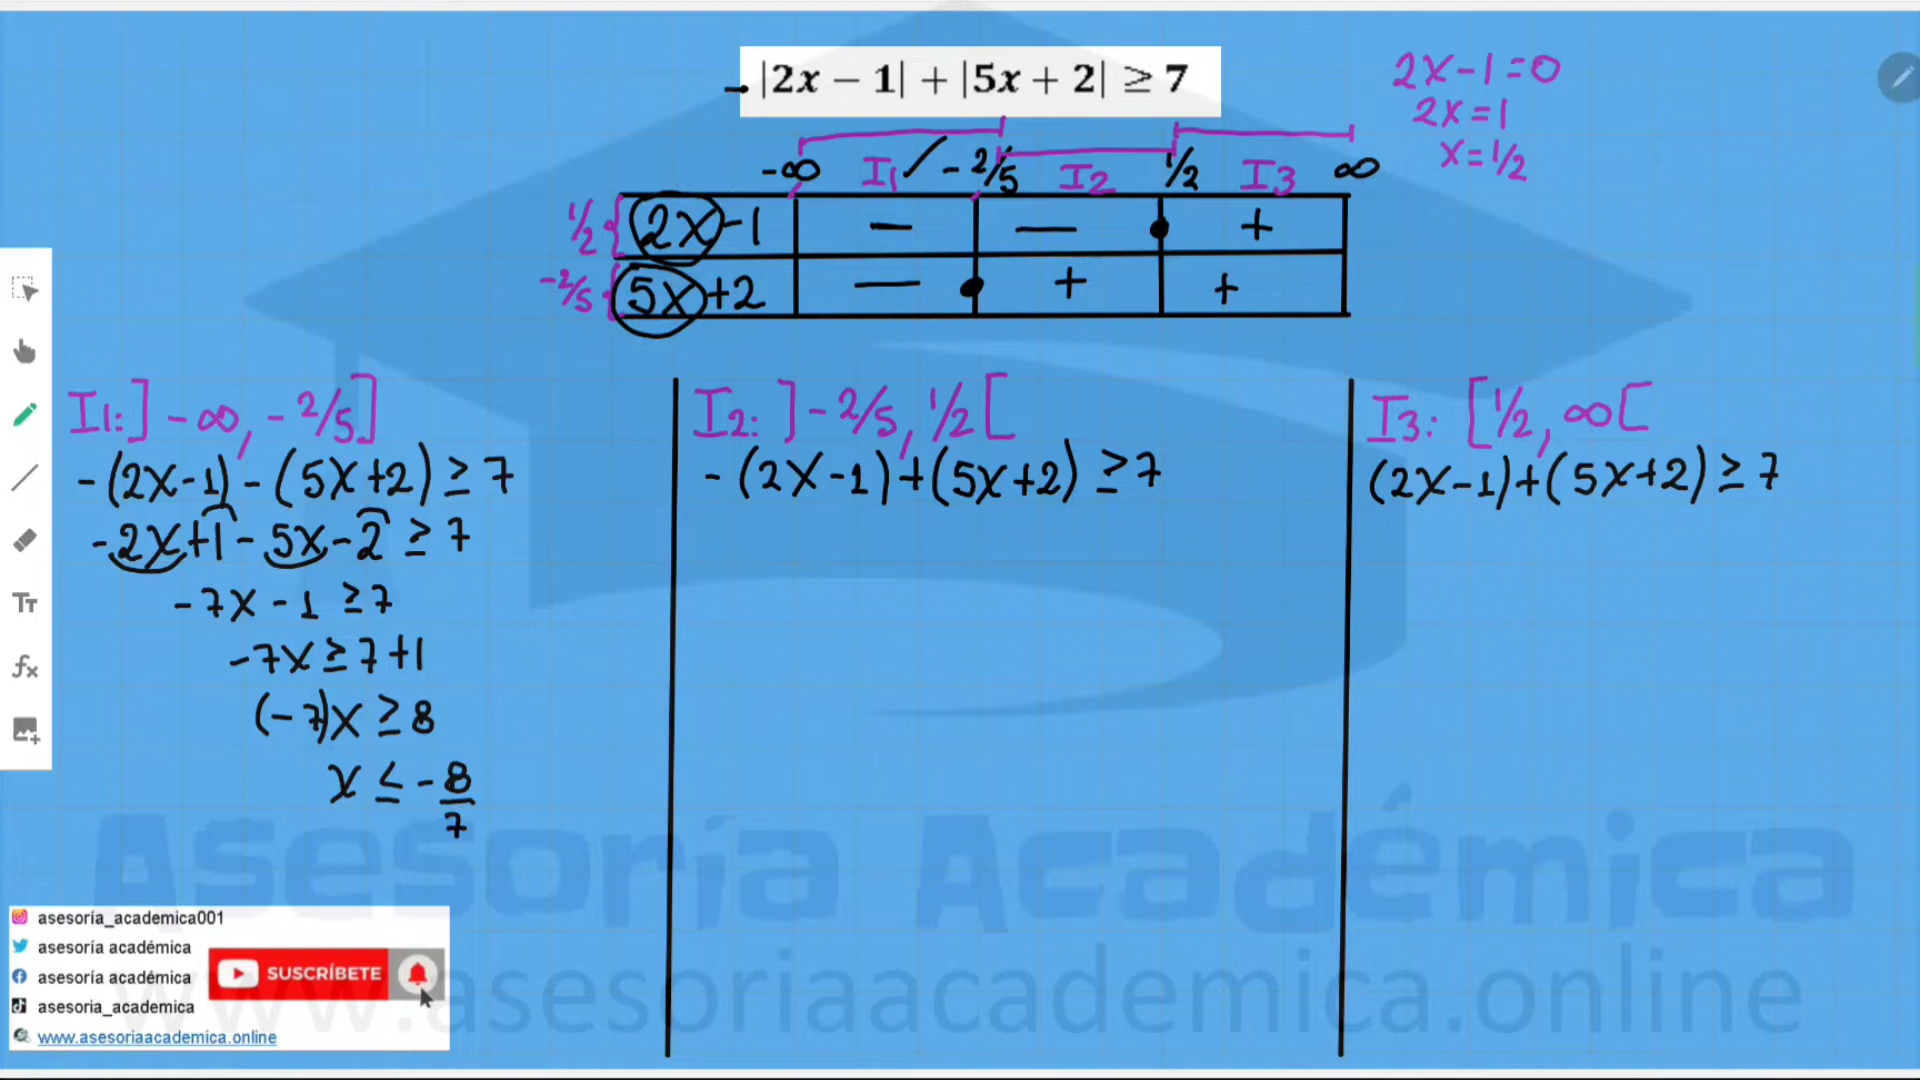 - |2x − 1| + |5x + 2| ≥ 7
2x-1=0
2x=1
x=1/2
-∞ I1 -2/5 I2 1/2 I3 ∞
1/2 2x-1 - - +
-2/5 5x+2 - + +
I1: ]-∞, -2/5]
-(2x-1)-(5x+2) ≥ 7
-2x+1-5x-2 ≥ 7
-7x-1 ≥ 7
-7x ≥ 7+1
(-7)x ≥ 8
x ≤ -8/7
I2: ]-2/5, 1/2[
-(2x-1)+(5x+2) ≥ 7
I3: [1/2, ∞[
(2x-1)+(5x+2) ≥ 7
Tт
fx
Asesoría Académica
www.asesoriaacademica.online
asesoría_academica001
asesoría académica
asesoría académica
asesoria_academica
www.asesoriaacademica.online
SUSCRÍBETE